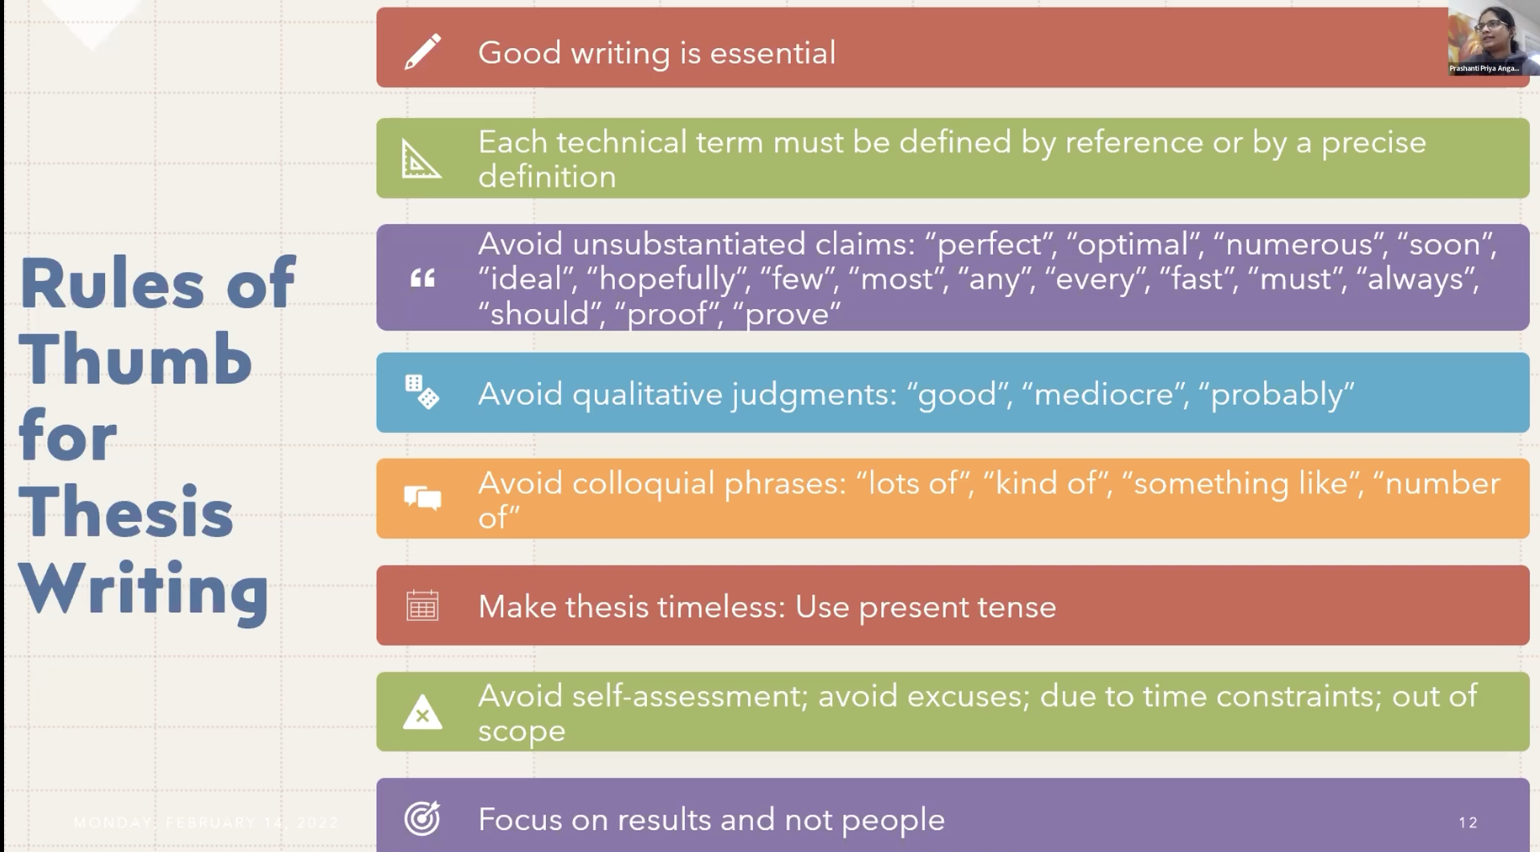 Rules of
Thumb
for
Thesis
Writing
Good writing is essential
Each technical term must be defined by reference or by a precise
definition
Avoid unsubstantiated claims: “perfect”, “optimal”, “numerous”, “soon”,
“ideal”, “hopefully”, “few”, “most”, “any”, “every”, “fast”, “must”, “always”,
“should”, “proof”, “prove”
Avoid qualitative judgments: “good”, “mediocre”, “probably”
Avoid colloquial phrases: “lots of”, “kind of”, “something like”, “number
of”
Make thesis timeless: Use present tense
Avoid self-assessment; avoid excuses; due to time constraints; out of
scope
Focus on results and not people
MONDAY, FEBRUARY 14, 2022
12
Prashanti Priya Anga...